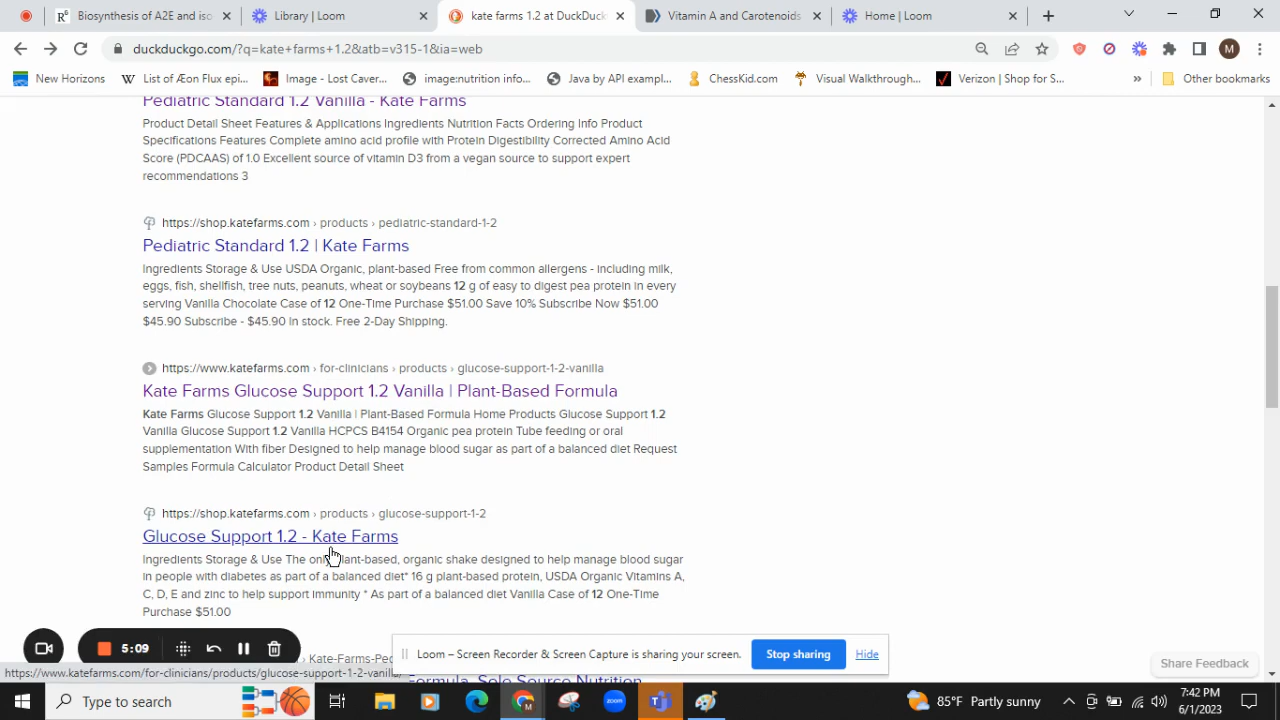 Biosynthesis of A2E and iso
Library | Loom
kate farms 1.2 at DuckDuc
Vitamin A and Carotenoids
Home | Loom
duckduckgo.com/?q=kate+farms+1.2&atb=v315-1&ia=web
M
New Horizons
List of Æon Flux epi...
Image - Lost Caver...
image:nutrition info...
Java by API exampl...
ChessKid.com
Visual Walkthrough...
Verizon | Shop for S...
»
Other bookmarks
Pediatric Standard 1.2 Vanilla - Kate Farms
Product Detail Sheet Features & Applications Ingredients Nutrition Facts Ordering Info Product
Specifications Features Complete amino acid profile with Protein Digestibility Corrected Amino Acid
Score (PDCAAS) of 1.0 Excellent source of vitamin D3 from a vegan source to support expert
recommendations 3
https://shop.katefarms.com › products › pediatric-standard-1-2
Pediatric Standard 1.2 | Kate Farms
Ingredients Storage & Use USDA Organic, plant-based Free from common allergens - including milk,
eggs, fish, shellfish, tree nuts, peanuts, wheat or soybeans 12 g of easy to digest pea protein in every
serving Vanilla Chocolate Case of 12 One-Time Purchase $51.00 Save 10% Subscribe Now $51.00
$45.90 Subscribe - $45.90 In stock. Free 2-Day Shipping.
https://www.katefarms.com › for-clinicians › products › glucose-support-1-2-vanilla
Kate Farms Glucose Support 1.2 Vanilla | Plant-Based Formula
Kate Farms Glucose Support 1.2 Vanilla | Plant-Based Formula Home Products Glucose Support 1.2
Vanilla Glucose Support 1.2 Vanilla HCPCS B4154 Organic pea protein Tube feeding or oral
supplementation With fiber Designed to help manage blood sugar as part of a balanced diet Request
Samples Formula Calculator Product Detail Sheet
https://shop.katefarms.com › products › glucose-support-1-2
Glucose Support 1.2 - Kate Farms
Ingredients Storage & Use The only plant-based, organic shake designed to help manage blood sugar
in people with diabetes as part of a balanced diet* 16 g plant-based protein, USDA Organic Vitamins A,
C, D, E and zinc to help support immunity * As part of a balanced diet Vanilla Case of 12 One-Time
Purchase $51.00
5:09
Loom – Screen Recorder & Screen Capture is sharing your screen.
Stop sharing
Hide
› Kate-Farms-Pec
Share Feedback
https://www.katefarms.com/for-clinicians/products/glucose-support-1-2-vanilla/
Formula, Sole Source Nutrition
Type here to search
zoom
85°F Partly sunny
7:42 PM
6/1/2023